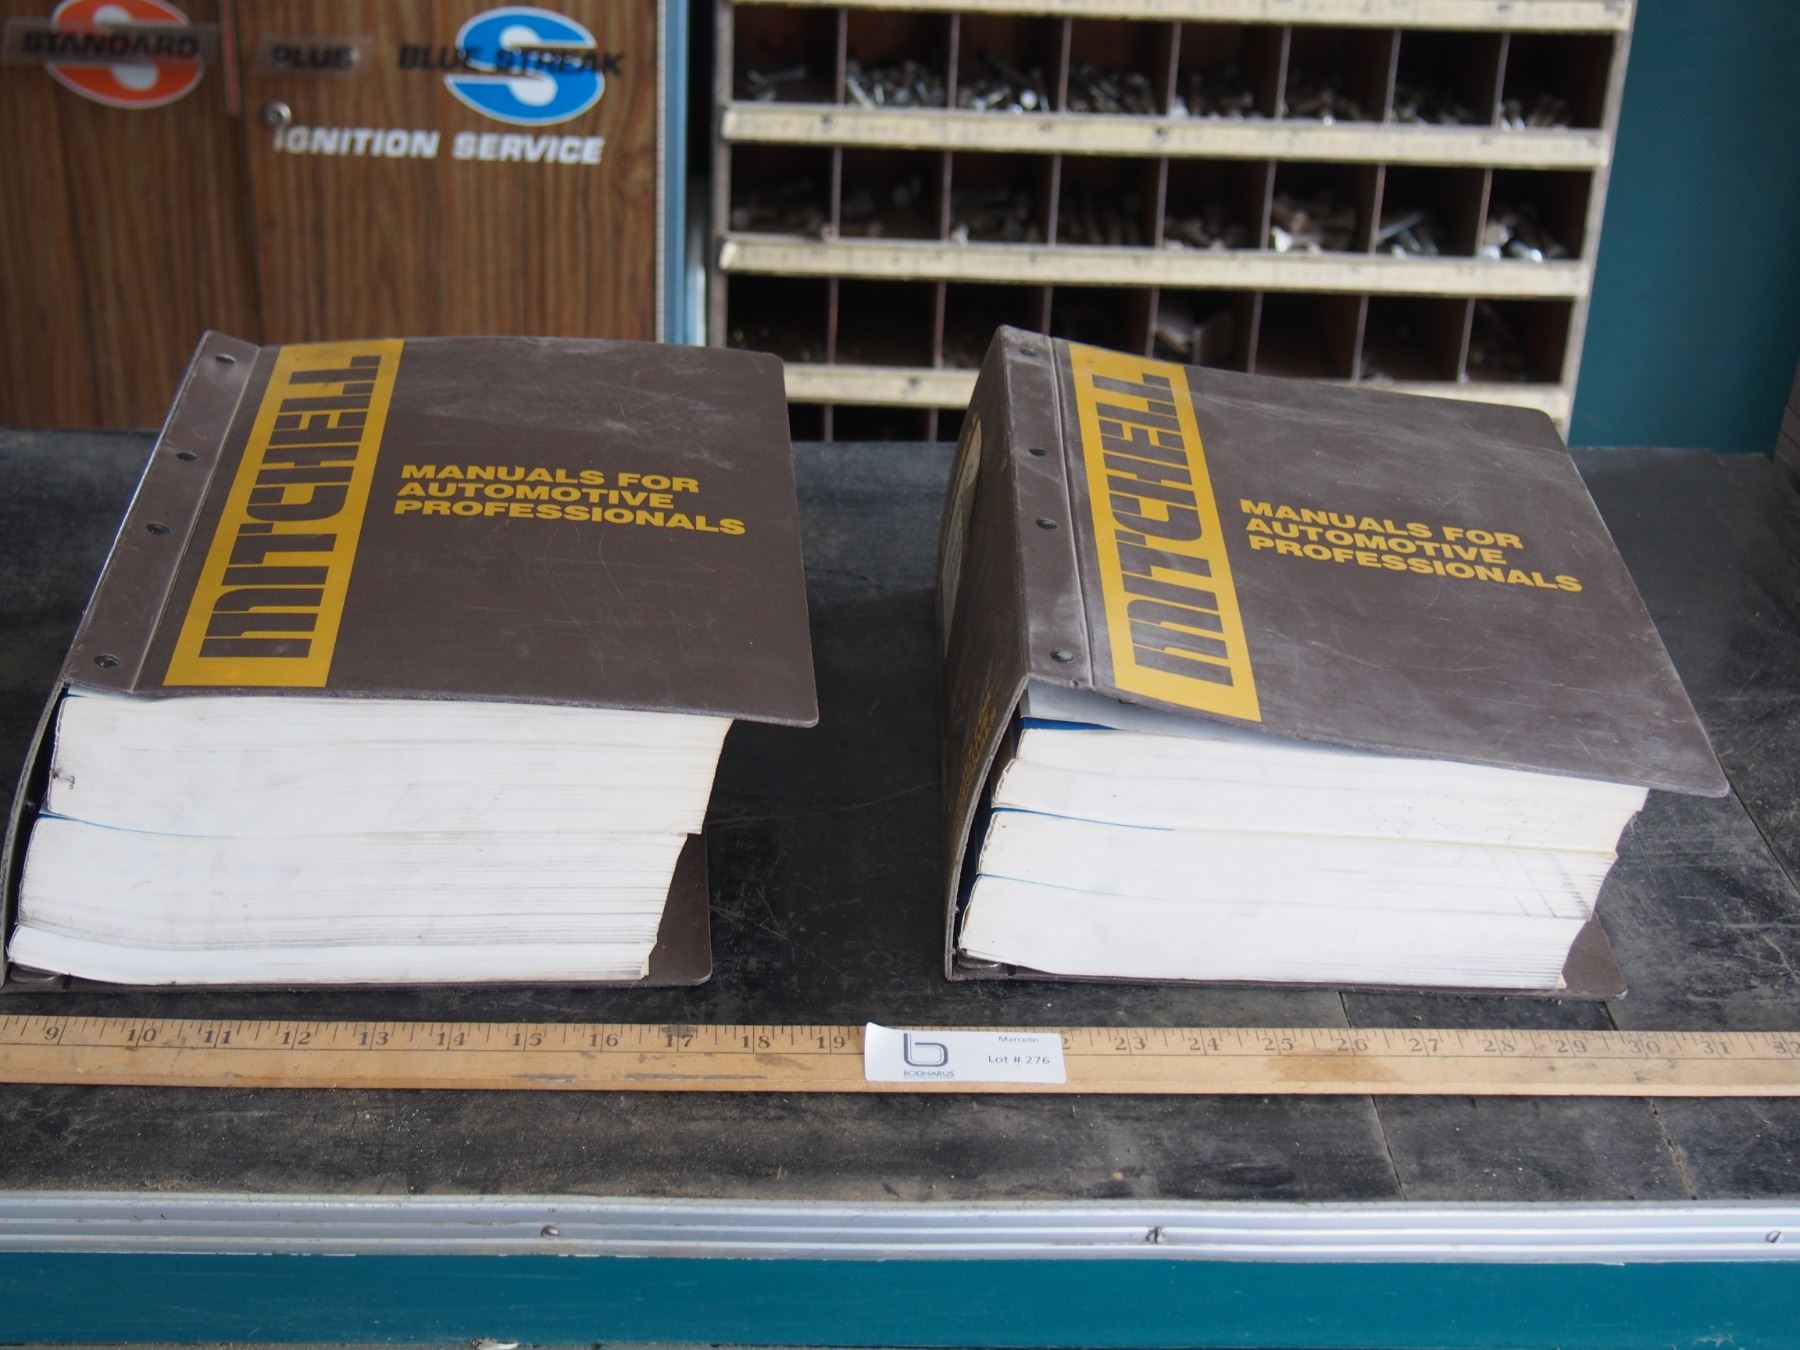 STANDARD
PLUS
BLUE STREAK
IGNITION SERVICE
MITCHELL
MANUALS FOR
AUTOMOTIVE
PROFESSIONALS
MITCHELL
MANUALS FOR
AUTOMOTIVE
PROFESSIONALS
9 10 11 12 13 14 15 16 17 18 19 2 23 24 25 26 27 28 29 30 31 32
b
BODNARUS
Marcelin
Lot # 276